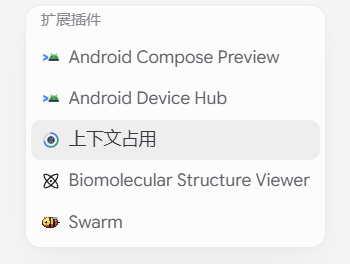 扩展插件
Android Compose Preview
Android Device Hub
上下文占用
Biomolecular Structure Viewer
Swarm